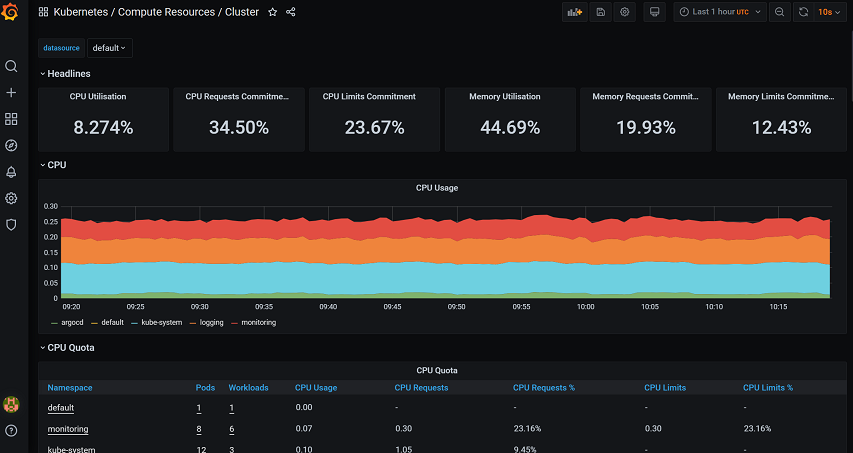 Kubernetes / Compute Resources / Cluster
Last 1 hour UTC
10s
datasource default
Headlines
CPU Utilisation
8.274%
CPU Requests Commitme...
34.50%
CPU Limits Commitment
23.67%
Memory Utilisation
44.69%
Memory Requests Commit...
19.93%
Memory Limits Commitme...
12.43%
CPU
CPU Usage
0.30
0.25
0.20
0.15
0.10
0.05
0
09:20 09:25 09:30 09:35 09:40 09:45 09:50 09:55 10:00 10:05 10:10 10:15
argocd default kube-system logging monitoring
CPU Quota
CPU Quota
Namespace Pods Workloads CPU Usage CPU Requests CPU Requests % CPU Limits CPU Limits %
default 1 1 0.00 - - - -
monitoring 8 6 0.07 0.30 23.16% 0.30 23.16%
kube-system 12 3 0.10 1.05 9.45% - -